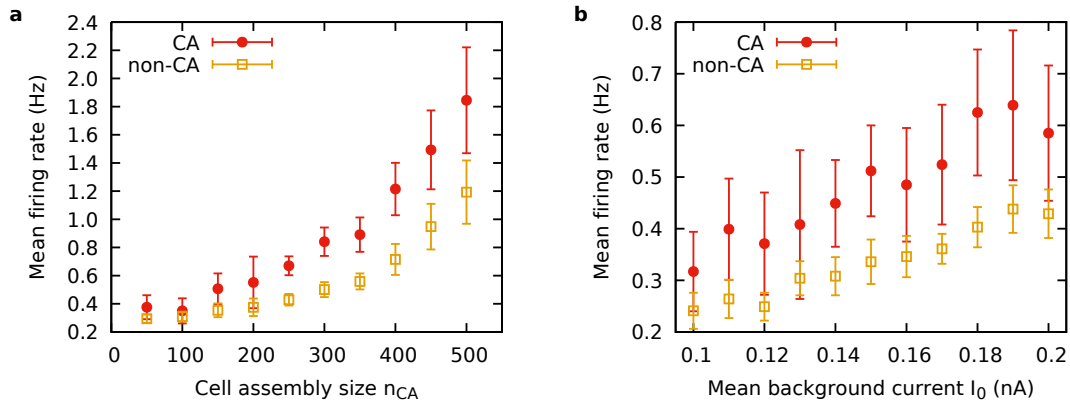 a
2.4
2.2
2.0
1.8
1.6
1.4
1.2
1.0
0.8
0.6
0.4
0.2
Mean firing rate (Hz)
CA
non-CA
0 100 200 300 400 500
Cell assembly size nCA
b
0.8
0.7
0.6
0.5
0.4
0.3
0.2
Mean firing rate (Hz)
CA
non-CA
0.1 0.12 0.14 0.16 0.18 0.2
Mean background current I0 (nA)